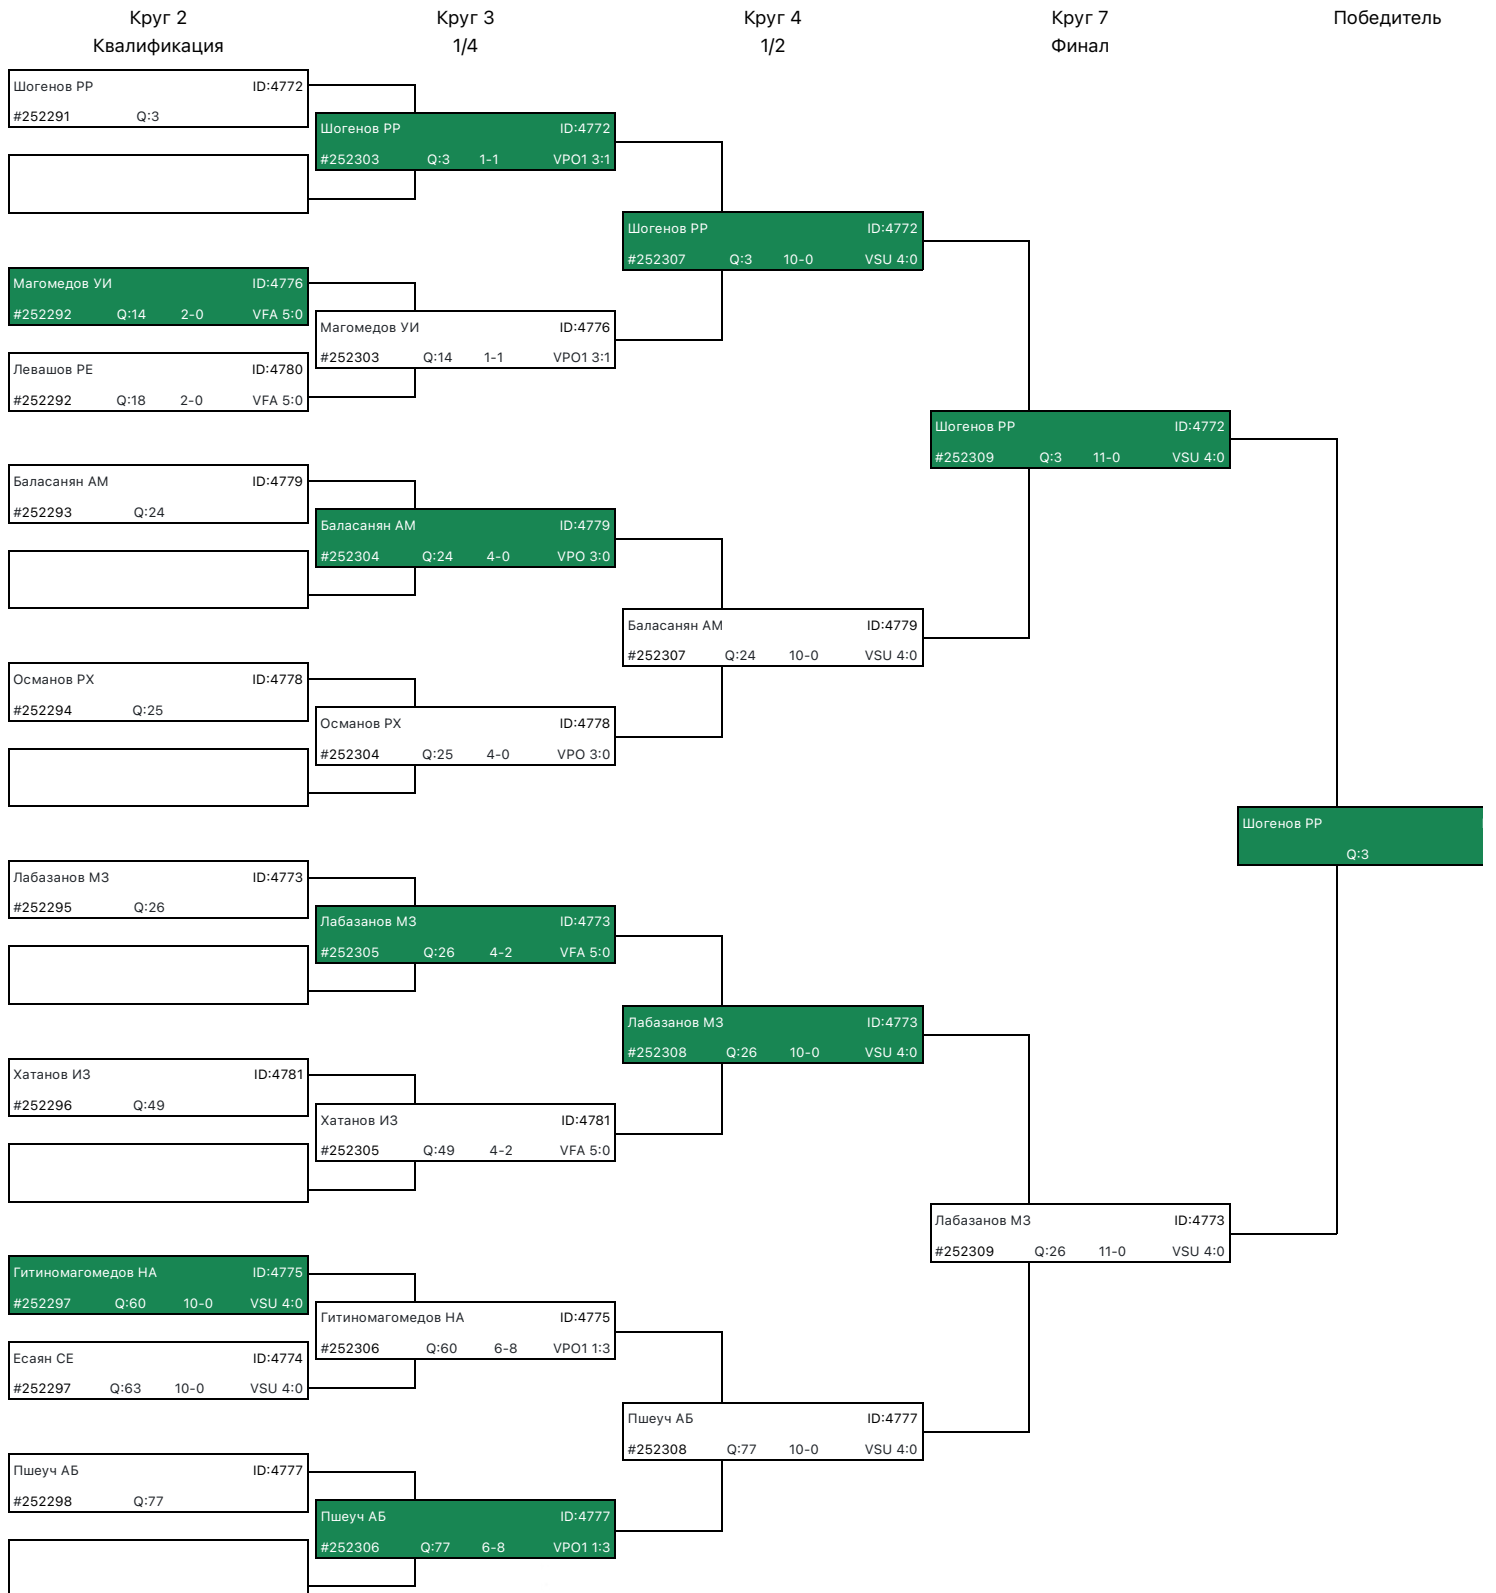 Круг 2
Квалификация
Круг 3
1/4
Круг 4
1/2
Круг 7
Финал
Победитель
Шогенов РР ID:4772
#252291 Q:3
Магомедов УИ ID:4776
#252292 Q:14 2-0 VFA 5:0
Левашов РЕ ID:4780
#252292 Q:18 2-0 VFA 5:0
Баласанян АМ ID:4779
#252293 Q:24
Османов РХ ID:4778
#252294 Q:25
Лабазанов МЗ ID:4773
#252295 Q:26
Хатанов ИЗ ID:4781
#252296 Q:49
Гитиномагомедов НА ID:4775
#252297 Q:60 10-0 VSU 4:0
Есаян СЕ ID:4774
#252297 Q:63 10-0 VSU 4:0
Пшеуч АБ ID:4777
#252298 Q:77
Шогенов РР ID:4772
#252303 Q:3 1-1 VPO1 3:1
Магомедов УИ ID:4776
#252303 Q:14 1-1 VPO1 3:1
Баласанян АМ ID:4779
#252304 Q:24 4-0 VPO 3:0
Османов РХ ID:4778
#252304 Q:25 4-0 VPO 3:0
Лабазанов МЗ ID:4773
#252305 Q:26 4-2 VFA 5:0
Хатанов ИЗ ID:4781
#252305 Q:49 4-2 VFA 5:0
Гитиномагомедов НА ID:4775
#252306 Q:60 6-8 VPO1 1:3
Пшеуч АБ ID:4777
#252306 Q:77 6-8 VPO1 1:3
Шогенов РР ID:4772
#252307 Q:3 10-0 VSU 4:0
Баласанян АМ ID:4779
#252307 Q:24 10-0 VSU 4:0
Лабазанов МЗ ID:4773
#252308 Q:26 10-0 VSU 4:0
Пшеуч АБ ID:4777
#252308 Q:77 10-0 VSU 4:0
Шогенов РР ID:4772
#252309 Q:3 11-0 VSU 4:0
Лабазанов МЗ ID:4773
#252309 Q:26 11-0 VSU 4:0
Шогенов РР
Q:3